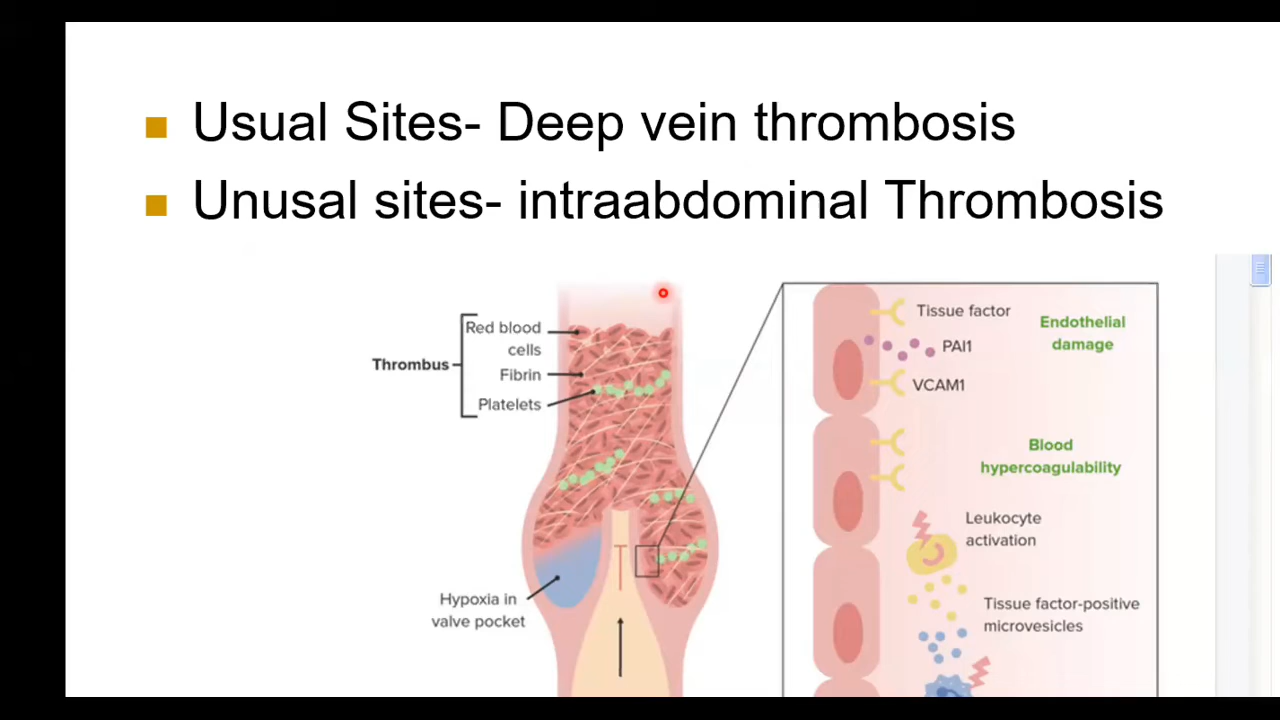 Usual Sites- Deep vein thrombosis
Unusal sites- intraabdominal Thrombosis
Thrombus
Red blood
cells
Fibrin
Platelets
Hypoxia in
valve pocket
Tissue factor
PAI1
VCAM1
Endothelial
damage
Blood
hypercoagulability
Leukocyte
activation
Tissue factor-positive
microvesicles